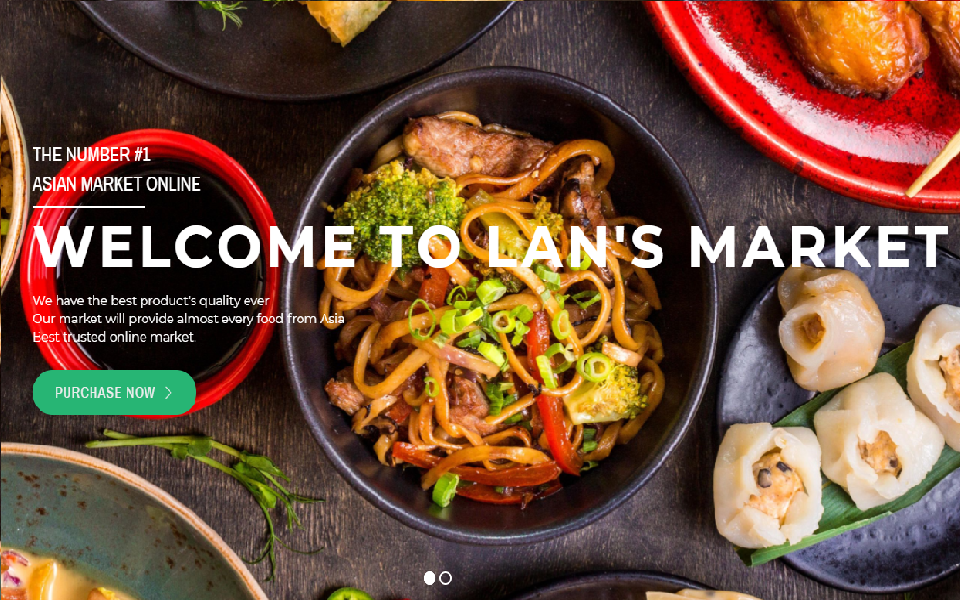 THE NUMBER #1
ASIAN MARKET ONLINE
WELCOME TO LAN'S MARKET
We have the best product's quality ever
Our market will provide almost every food from Asia
Best trusted online market
PURCHASE NOW